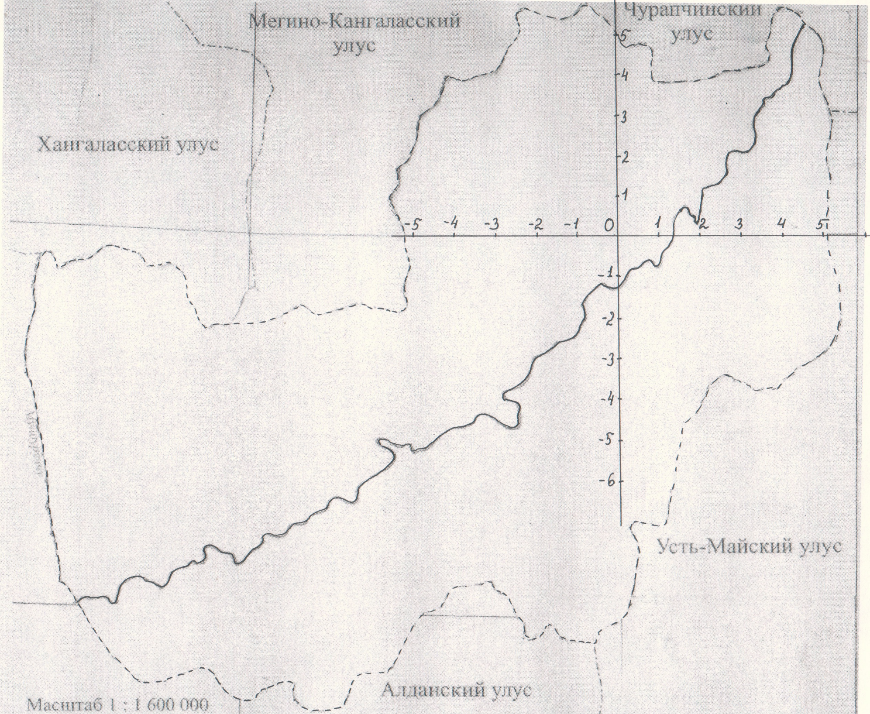 Мегино-Кангаласский
улус
Чурапчинский
улус
Хангаласский улус
5
4
3
2
1
-5 -4 -3 -2 -1 0 1 2 3 4 5
-1
-2
-3
-4
-5
-6
Усть-Майский улус
Алданский улус
Масштаб 1 : 1 600 000